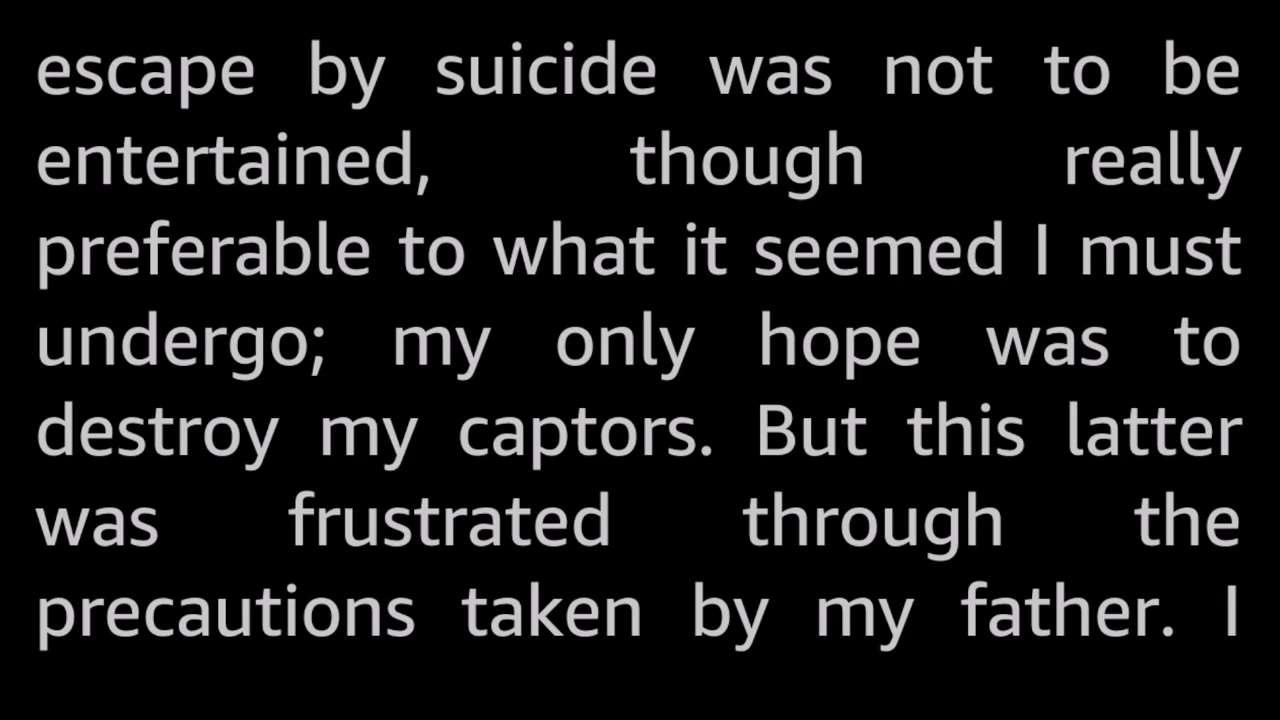 escape by suicide was not to be
entertained, though really
preferable to what it seemed I must
undergo; my only hope was to
destroy my captors. But this latter
was frustrated through the
precautions taken by my father. I